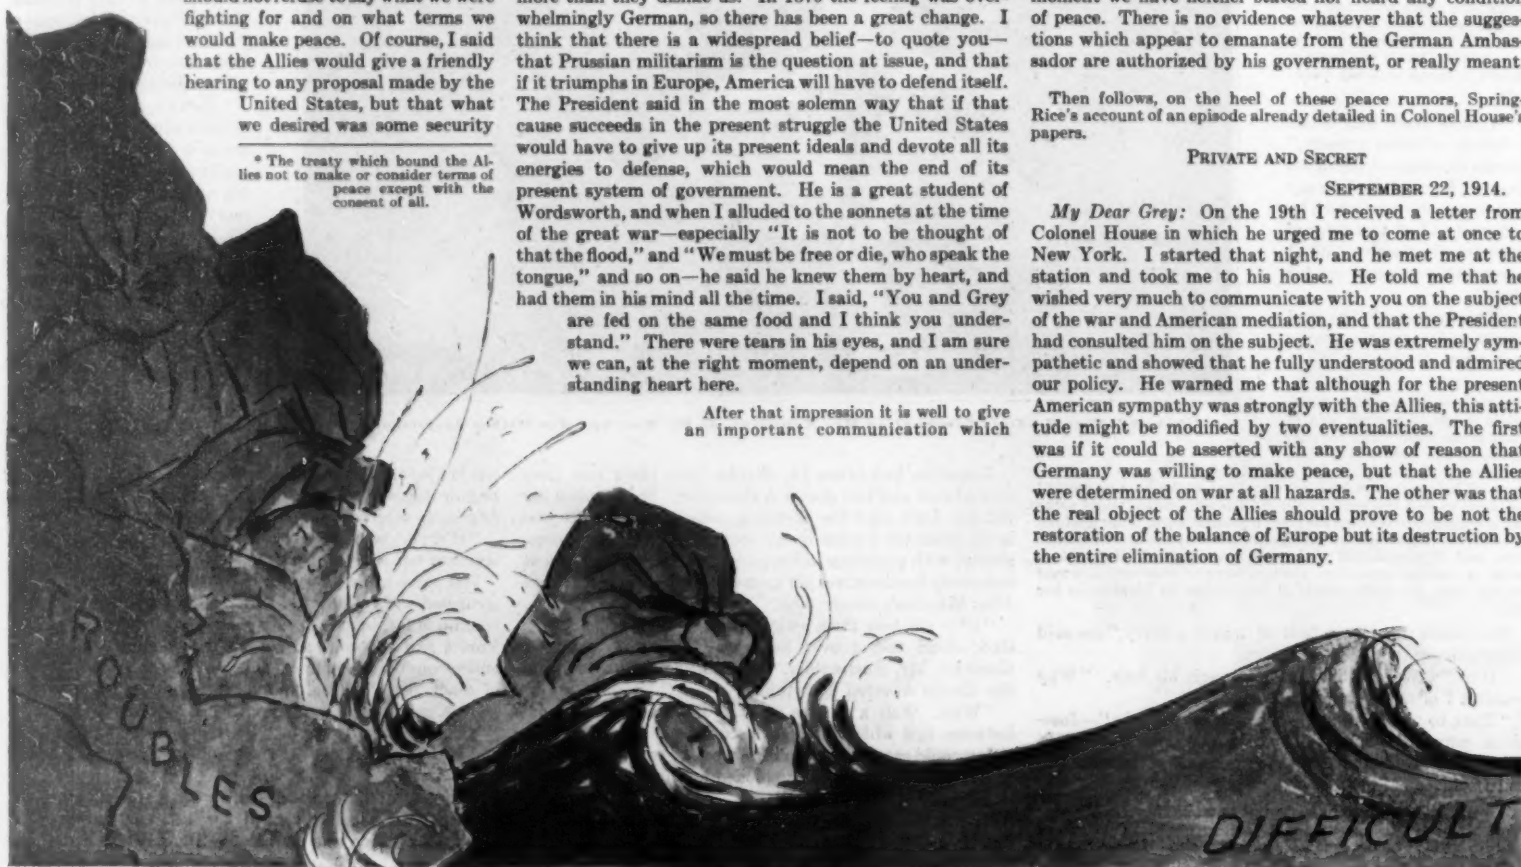 fighting for and on what terms we
would make peace. Of course, I said
that the Allies would give a friendly
hearing to any proposal made by the
United States, but that what
we desired was some security
* The treaty which bound the Al-
lies not to make or consider terms of
peace except with the
consent of all.
whelmingly German, so there has been a great change. I
think that there is a widespread belief—to quote you—
that Prussian militarism is the question at issue, and that
if it triumphs in Europe, America will have to defend itself.
The President said in the most solemn way that if that
cause succeeds in the present struggle the United States
would have to give up its present ideals and devote all its
energies to defense, which would mean the end of its
present system of government. He is a great student of
Wordsworth, and when I alluded to the sonnets at the time
of the great war—especially "It is not to be thought of
that the flood," and "We must be free or die, who speak the
tongue," and so on—he said he knew them by heart, and
had them in his mind all the time. I said, "You and Grey
are fed on the same food and I think you under-
stand." There were tears in his eyes, and I am sure
we can, at the right moment, depend on an under-
standing heart here.
After that impression it is well to give
an important communication which
of peace. There is no evidence whatever that the sugges-
tions which appear to emanate from the German Ambas-
sador are authorized by his government, or really meant.
Then follows, on the heel of these peace rumors, Spring-
Rice's account of an episode already detailed in Colonel House's
papers.
PRIVATE AND SECRET
SEPTEMBER 22, 1914.
My Dear Grey: On the 19th I received a letter from
Colonel House in which he urged me to come at once to
New York. I started that night, and he met me at the
station and took me to his house. He told me that he
wished very much to communicate with you on the subject
of the war and American mediation, and that the President
had consulted him on the subject. He was extremely sym-
pathetic and showed that he fully understood and admired
our policy. He warned me that although for the present
American sympathy was strongly with the Allies, this atti-
tude might be modified by two eventualities. The first
was if it could be asserted with any show of reason that
Germany was willing to make peace, but that the Allies
were determined on war at all hazards. The other was that
the real object of the Allies should prove to be not the
restoration of the balance of Europe but its destruction by
the entire elimination of Germany.
TROUBLES
DIFFICULT